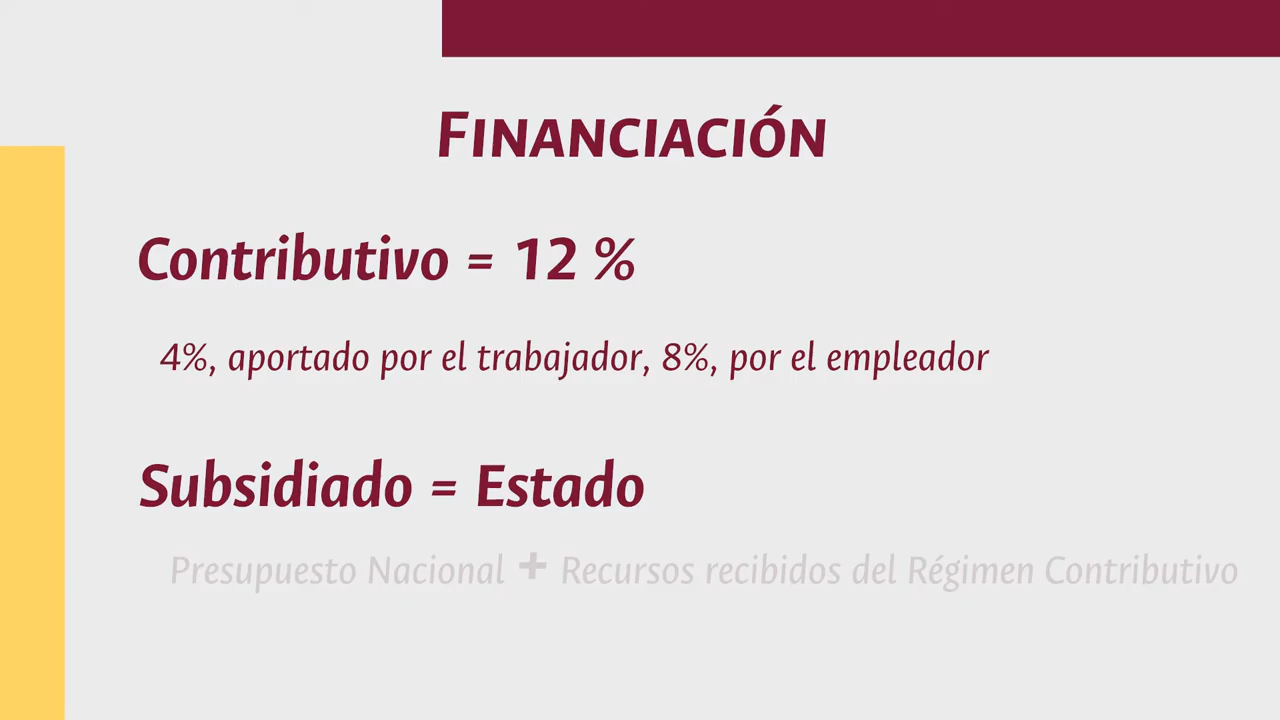 FINANCIACIÓN
Contributivo = 12 %
4%, aportado por el trabajador, 8%, por el empleador
Subsidiado = Estado
Presupuesto Nacional + Recursos recibidos del Régimen Contributivo